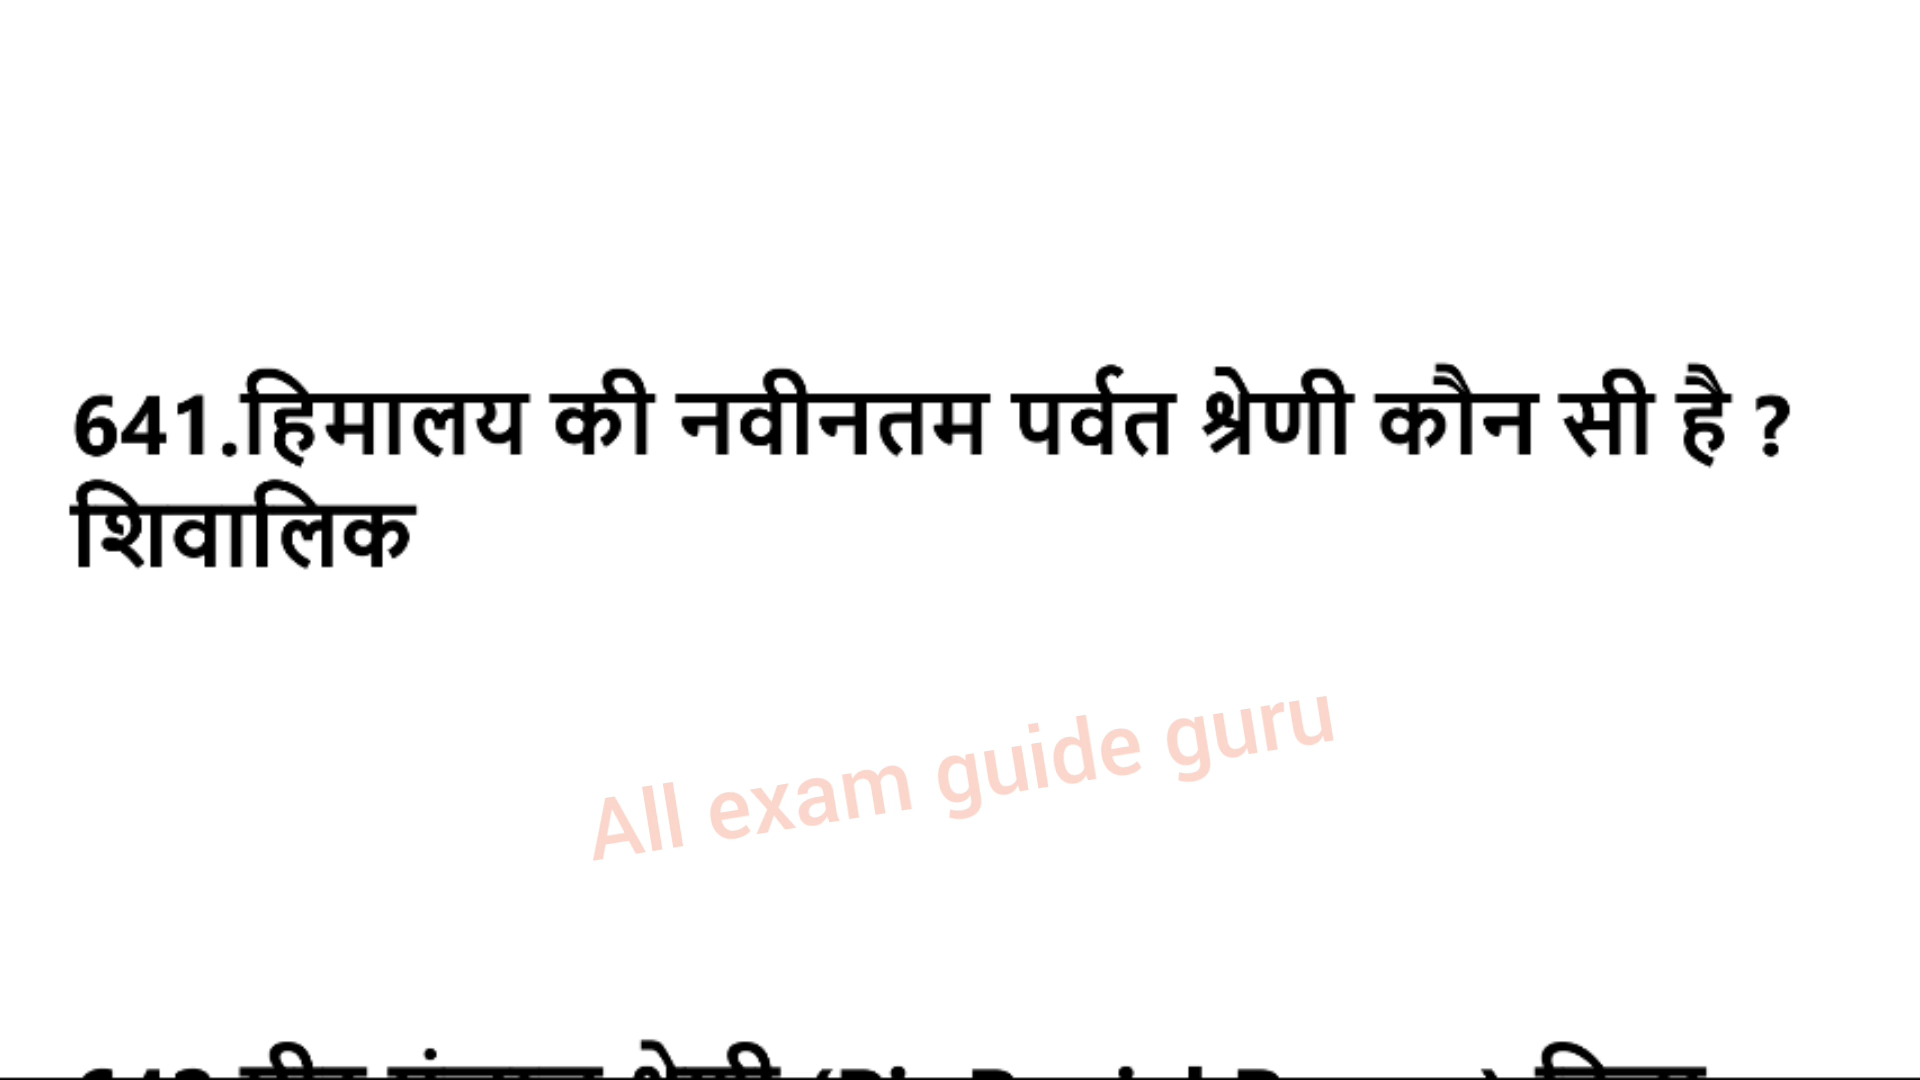 641.हिमालय की नवीनतम पर्वत श्रेणी कौन सी है ?
शिवालिक
All exam guide guru